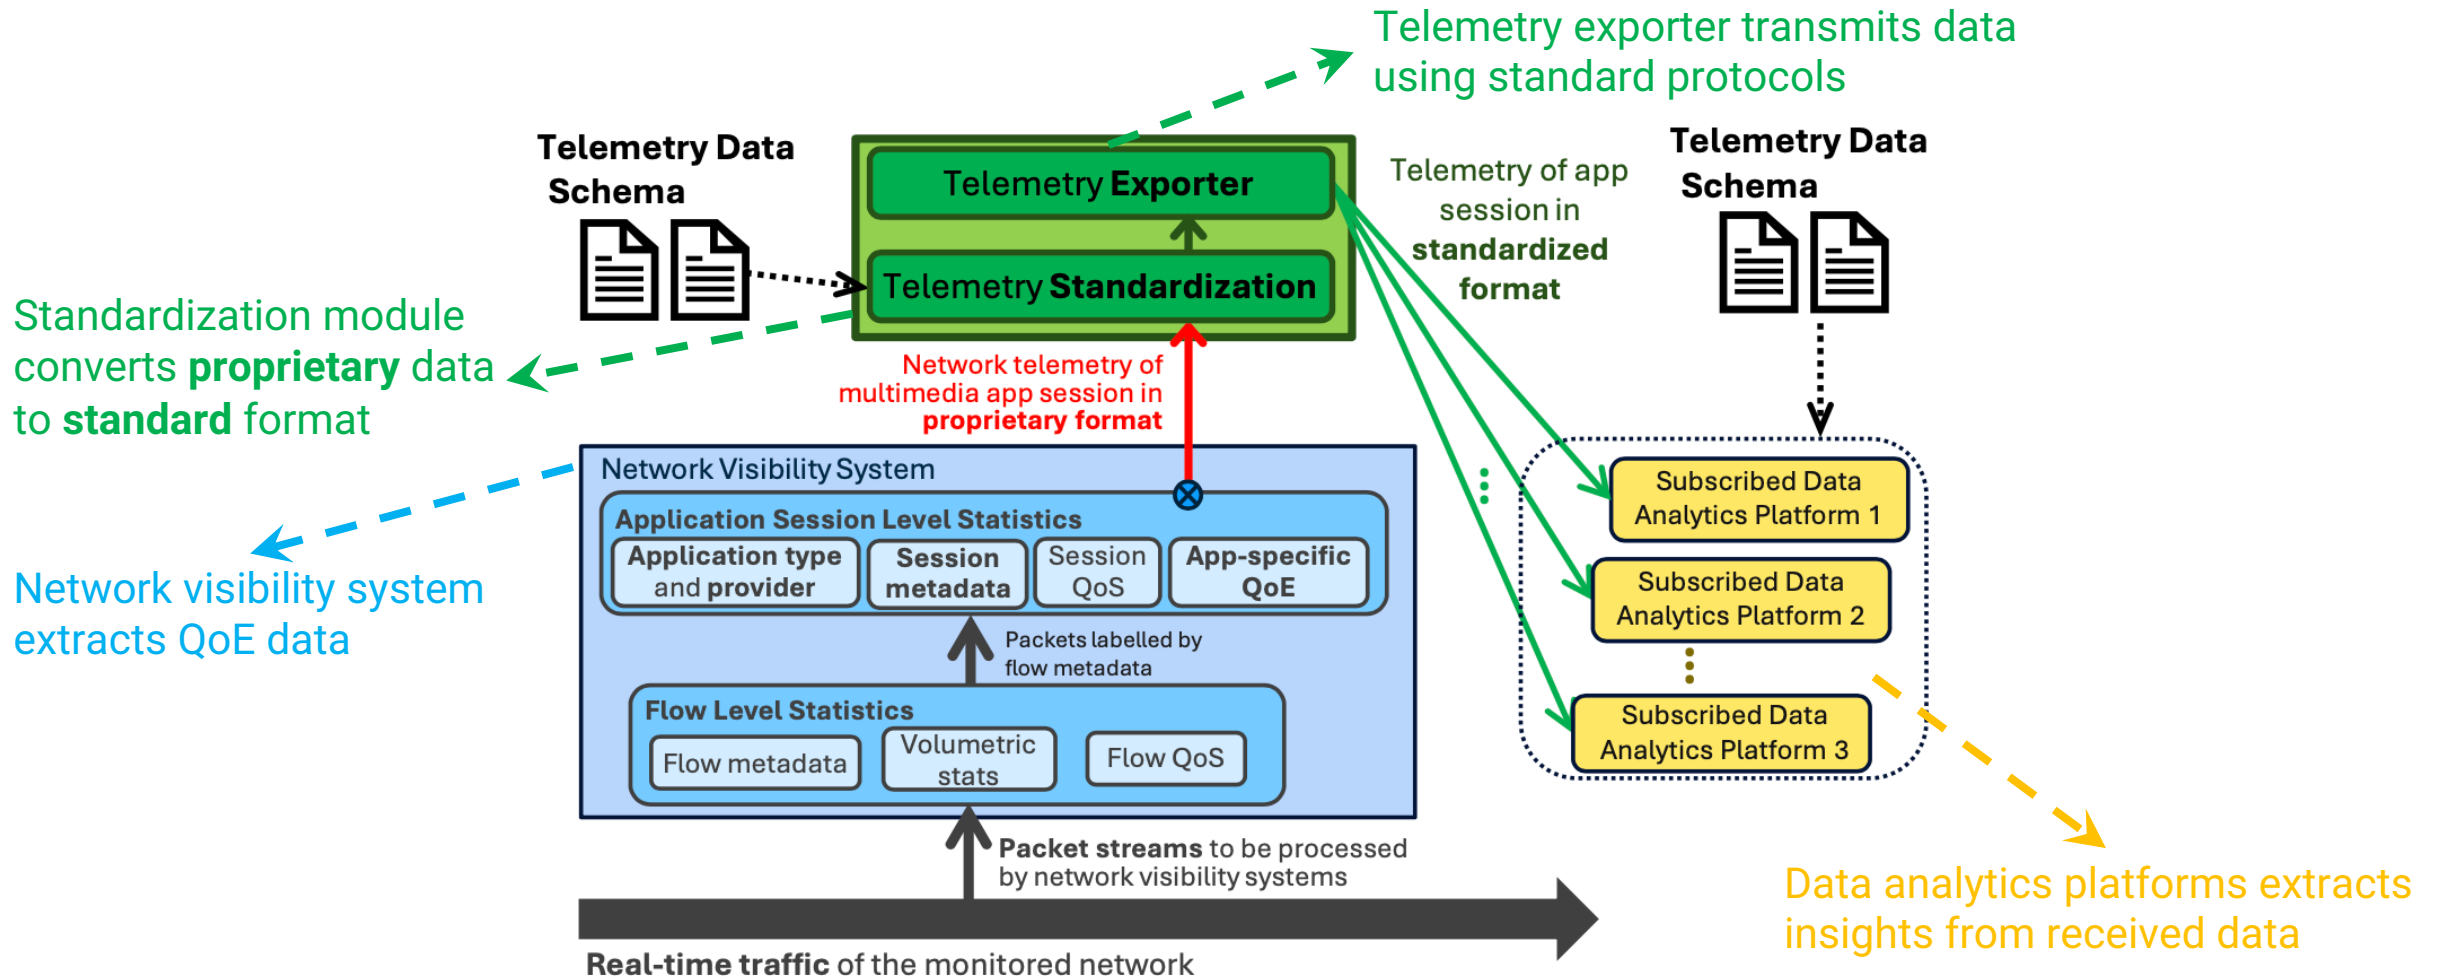 Telemetry exporter transmits data
using standard protocols
Telemetry Data
Schema
Telemetry Exporter
Telemetry Standardization
Telemetry of app
session in
standardized
format
Telemetry Data
Schema
Standardization module
converts proprietary data
to standard format
Network telemetry of
multimedia app session in
proprietary format
Network visibility system
extracts QoE data
Network Visibility System
Application Session Level Statistics
Application type
and provider
Session
metadata
Session
QoS
App-specific
QoE
Packets labelled by
flow metadata
Flow Level Statistics
Flow metadata
Volumetric
stats
Flow QoS
Subscribed Data
Analytics Platform 1
Subscribed Data
Analytics Platform 2
Subscribed Data
Analytics Platform 3
Packet streams to be processed
by network visibility systems
Real-time traffic of the monitored network
Data analytics platforms extracts
insights from received data